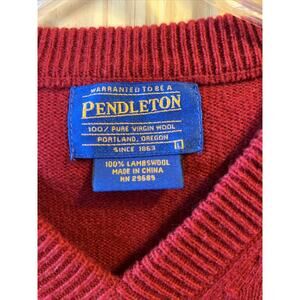 WARRANTED TO BE A
PENDLETON
100% PURE VIRGIN WOOL
PORTLAND, OREGON
SINCE 1863
L
100% LAMBSWOOL
MADE IN CHINA
RN 29685